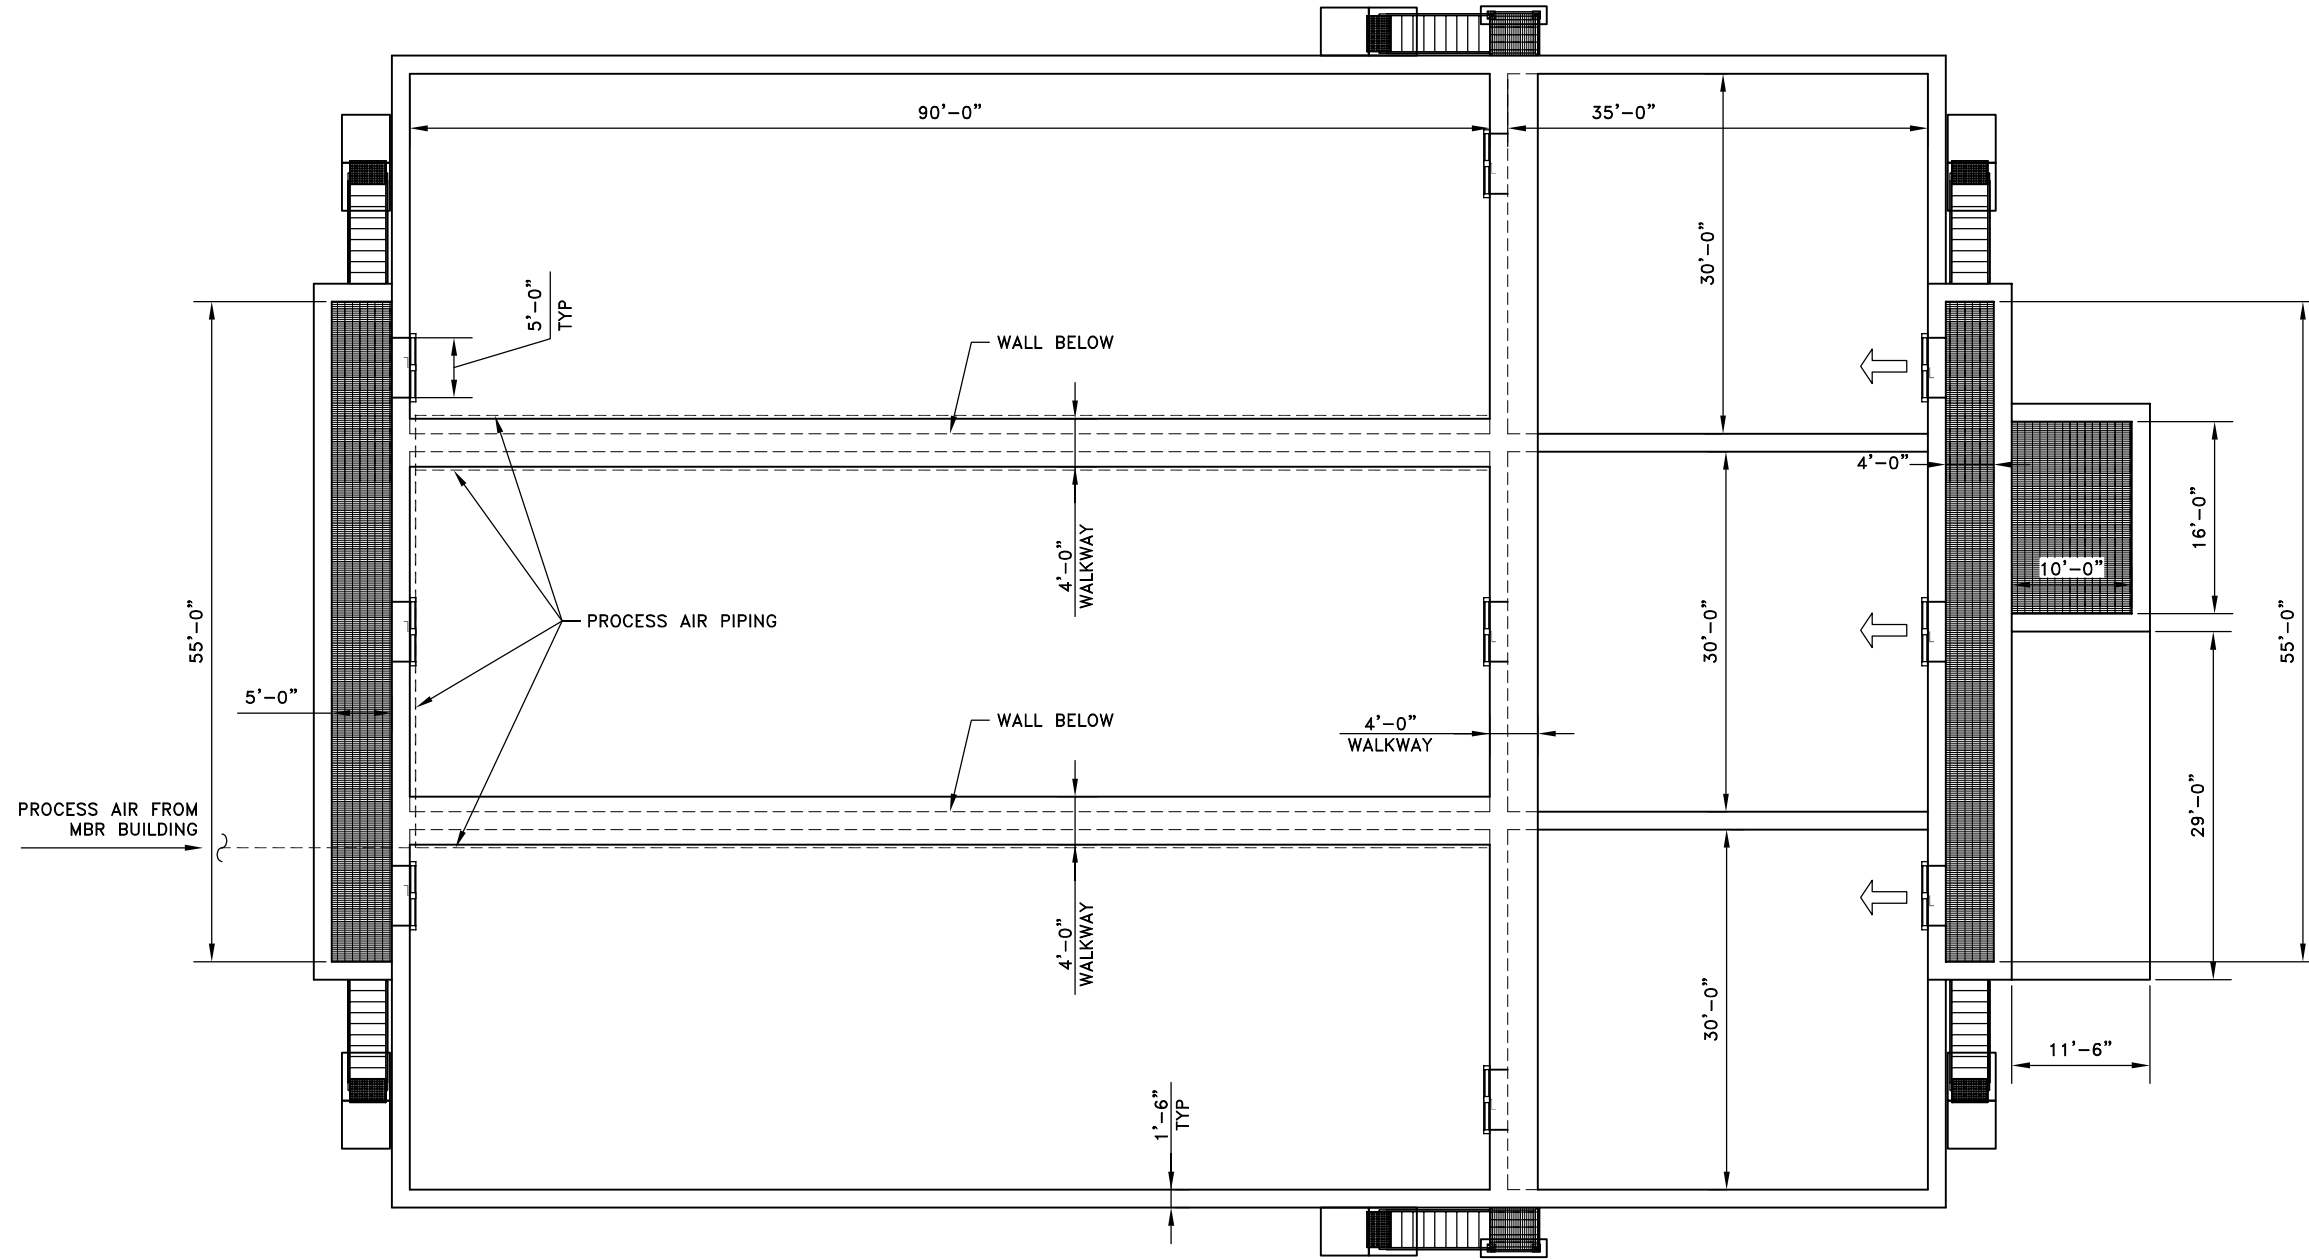 90’-0”
35’-0”
30’-0”
5’-0”
TYP
WALL BELOW
4’-0”
16’-0”
10’-0”
4’-0”
WALKWAY
55’-0”
PROCESS AIR PIPING
30’-0”
55’-0”
5’-0”
WALL BELOW
4’-0”
WALKWAY
PROCESS AIR FROM
MBR BUILDING
29’-0”
4’-0”
WALKWAY
30’-0”
11’-6”
1’-6”
TYP